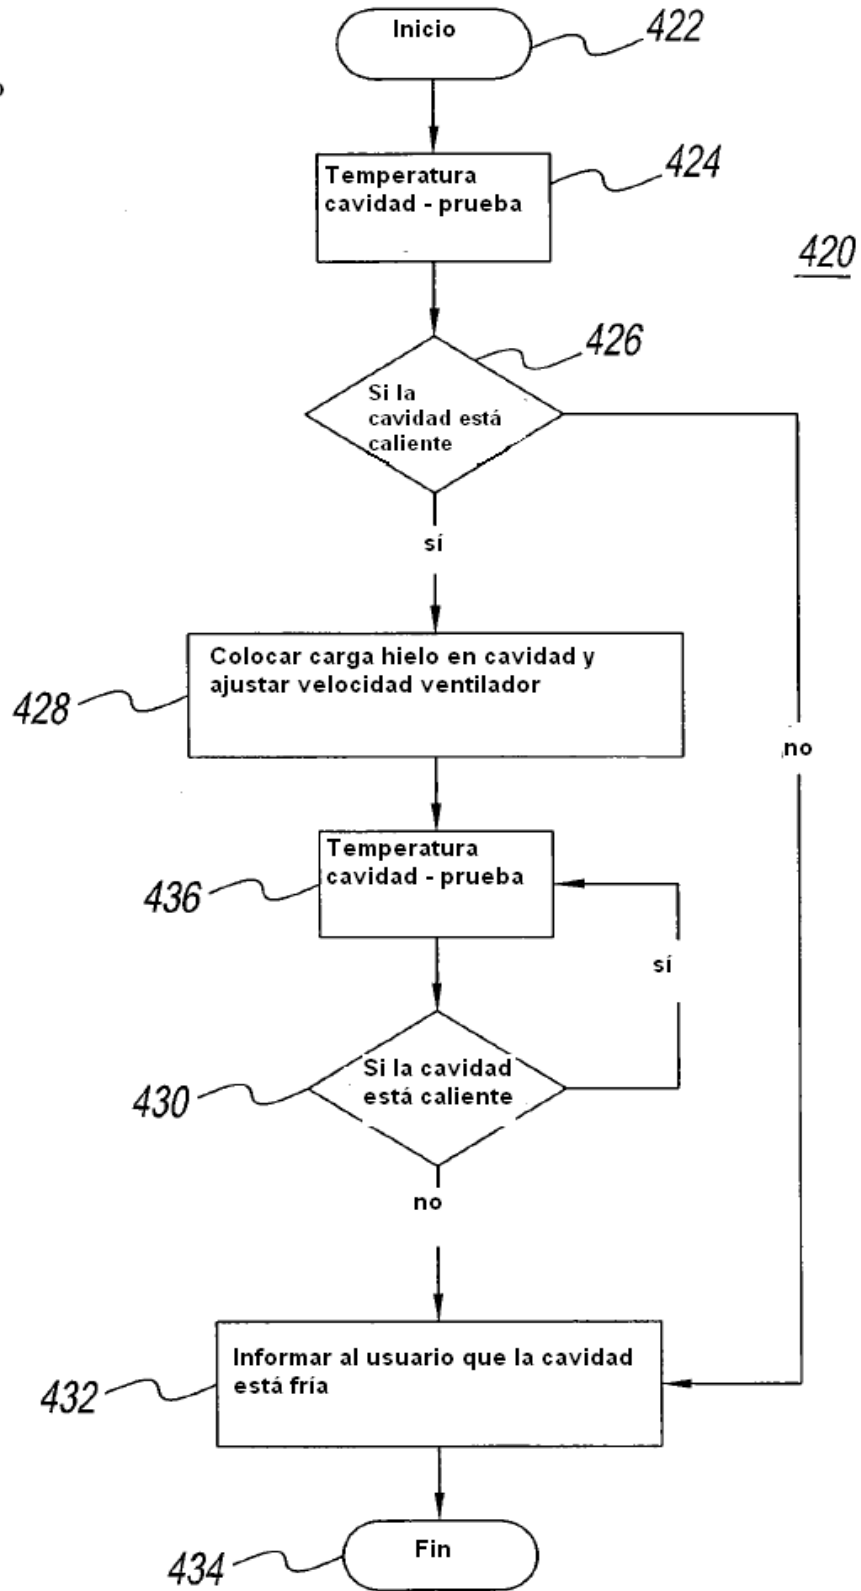 Inicio
422
Temperatura
cavidad - prueba
424
420
426
Si la
cavidad está
caliente
sí
Colocar carga hielo en cavidad y
ajustar velocidad ventilador
428
no
Temperatura
cavidad - prueba
436
sí
Si la cavidad
está caliente
430
no
Informar al usuario que la cavidad
está fría
432
Fin
434